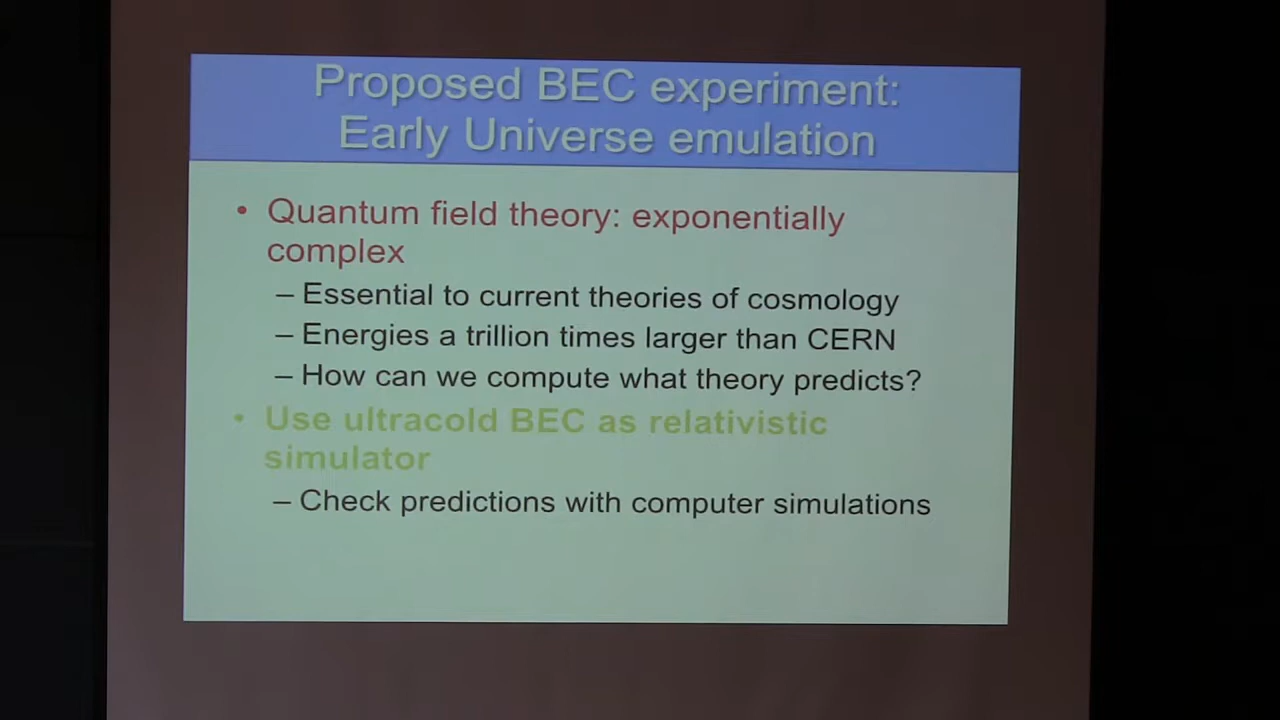 Proposed BEC experiment:
Early Universe emulation
• Quantum field theory: exponentially
complex
– Essential to current theories of cosmology
– Energies a trillion times larger than CERN
– How can we compute what theory predicts?
• Use ultracold BEC as relativistic
simulator
– Check predictions with computer simulations